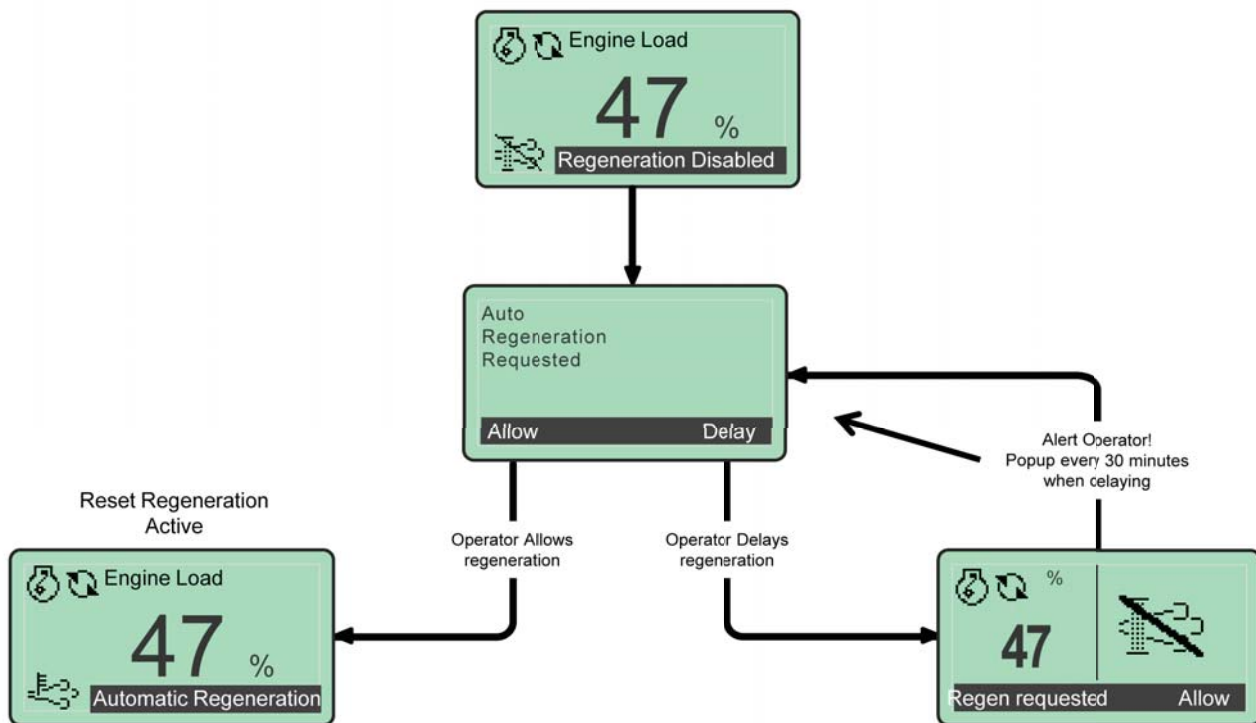 Engine Load
47 %
Regeneration Disabled
Auto
Regeneration
Requested
Allow Delay
Alert Operator!
Popup every 30 minutes
when delaying
Reset Regeneration
Active
Operator Allows
regeneration
Operator Delays
regeneration
Engine Load
47 %
Automatic Regeneration
%
47
Regen requested Allow